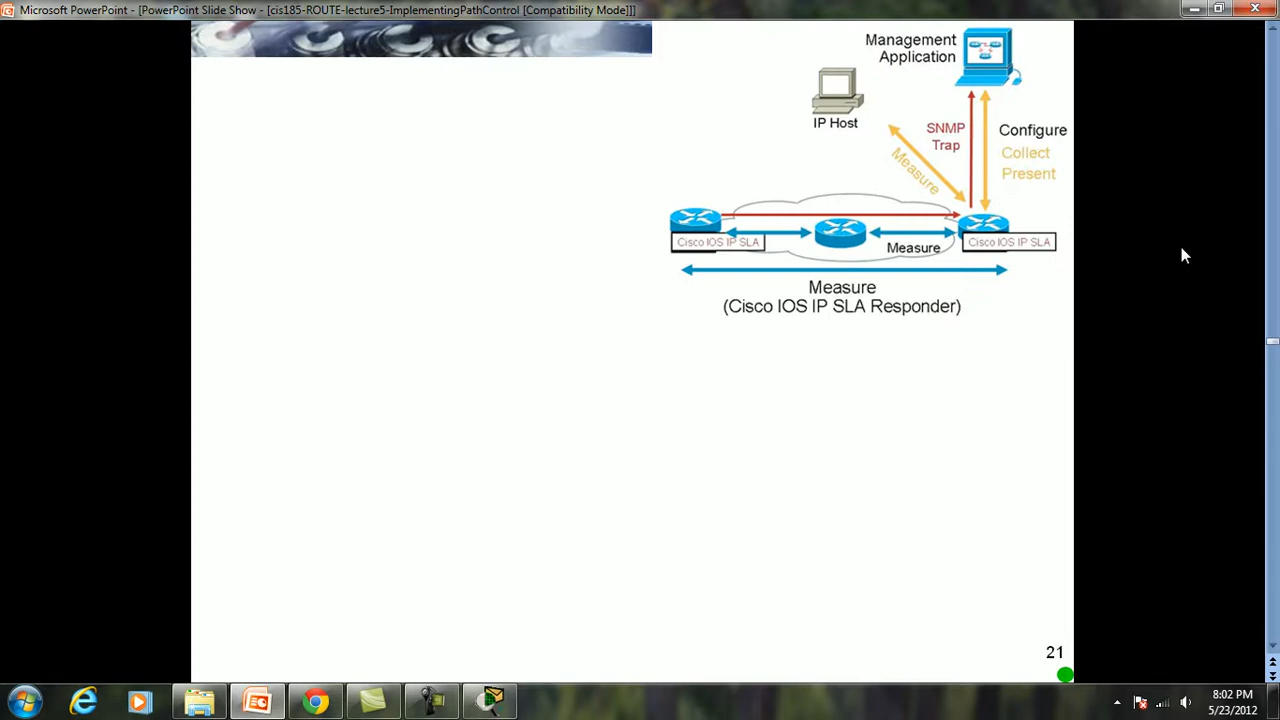 Microsoft PowerPoint - [PowerPoint Slide Show - [cis185-ROUTE-lecture5-ImplementingPathControl [Compatibility Mode]]]
Management
Application
IP Host
SNMP
Trap
Configure
Collect
Present
Measure
Cisco IOS IP SLA
Measure
Cisco IOS IP SLA
Measure
(Cisco IOS IP SLA Responder)
21
8:02 PM
5/23/2012